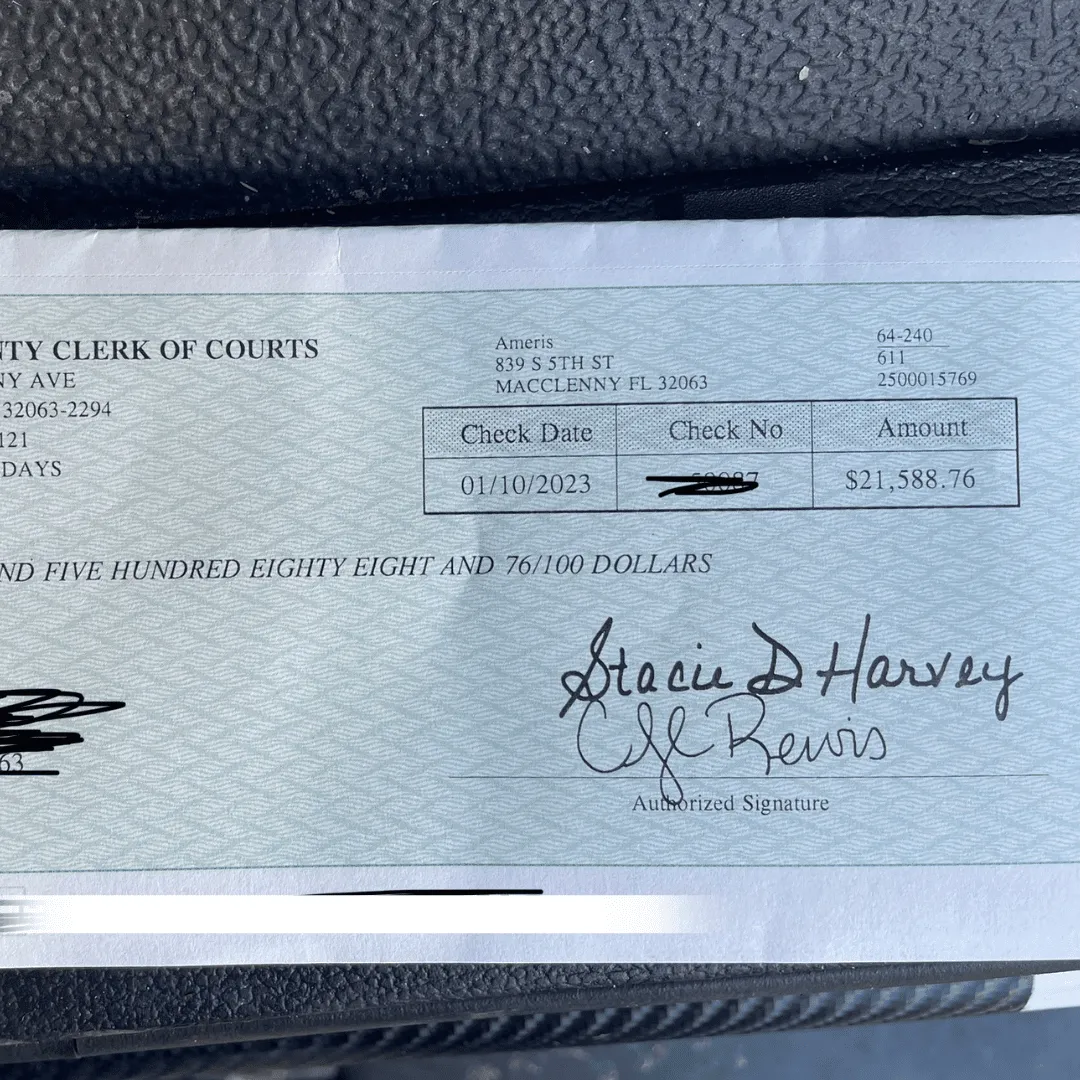 NTY CLERK OF COURTS
NY AVE
32063-2294
121
DAYS
Ameris
839 S 5TH ST
MACCLENNY FL 32063
64-240
611
2500015769
Check Date Check No Amount
01/10/2023 $21,588.76
ND FIVE HUNDRED EIGHTY EIGHT AND 76/100 DOLLARS
Stacie D Harvey
Rewis
63
Authorized Signature